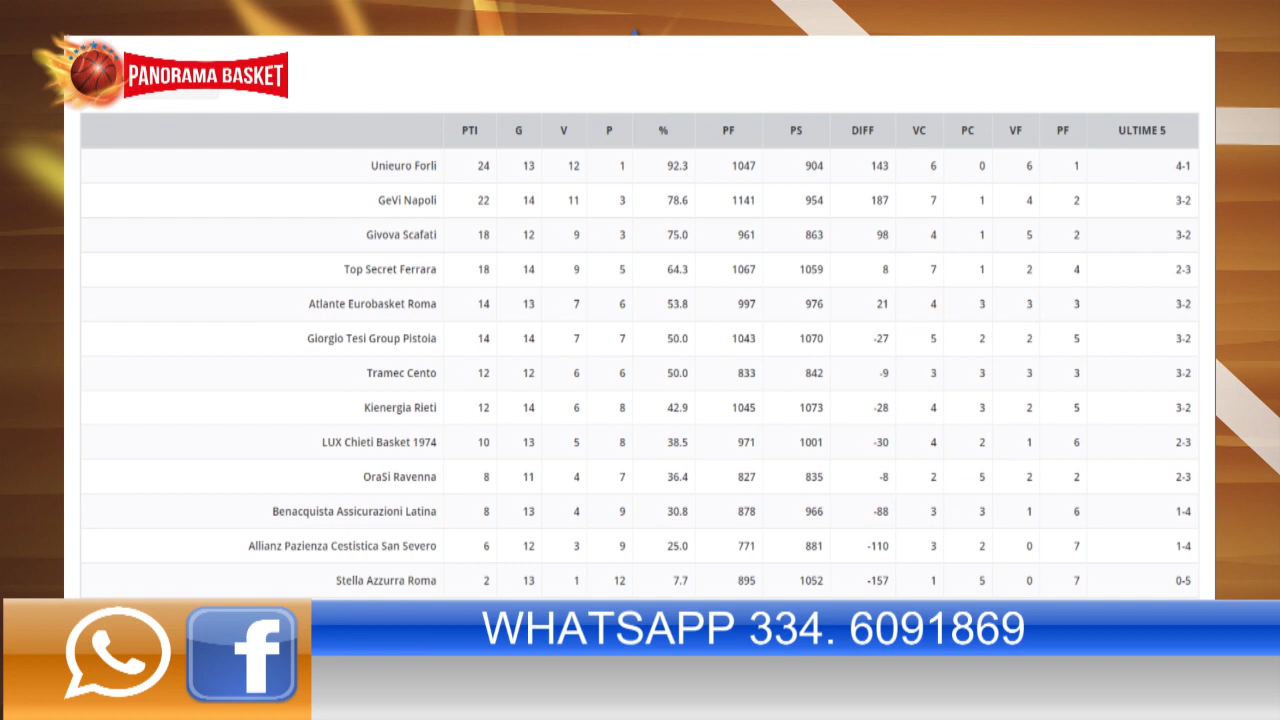 PANORAMA BASKET
PTI G V P % PF PS DIFF VC PC VF PF ULTIME 5
Unieuro Forlì 24 13 12 1 92.3 1047 904 143 6 0 6 1 4-1
GeVi Napoli 22 14 11 3 78.6 1141 954 187 7 1 4 2 3-2
Givova Scafati 18 12 9 3 75.0 961 863 98 4 1 5 2 3-2
Top Secret Ferrara 18 14 9 5 64.3 1067 1059 8 7 1 2 4 2-3
Atlante Eurobasket Roma 14 13 7 6 53.8 997 976 21 4 3 3 3 3-2
Giorgio Tesi Group Pistoia 14 14 7 7 50.0 1043 1070 -27 5 2 2 5 3-2
Tramec Cento 12 12 6 6 50.0 833 842 -9 3 3 3 3 3-2
Kienergia Rieti 12 14 6 8 42.9 1045 1073 -28 4 3 2 5 3-2
LUX Chieti Basket 1974 10 13 5 8 38.5 971 1001 -30 4 2 1 6 2-3
OraSì Ravenna 8 11 4 7 36.4 827 835 -8 2 5 2 2 2-3
Benacquista Assicurazioni Latina 8 13 4 9 30.8 878 966 -88 3 3 1 6 1-4
Allianz Pazienza Cestistica San Severo 6 12 3 9 25.0 771 881 -110 3 2 0 7 1-4
Stella Azzurra Roma 2 13 1 12 7.7 895 1052 -157 1 5 0 7 0-5
WHATSAPP 334. 6091869